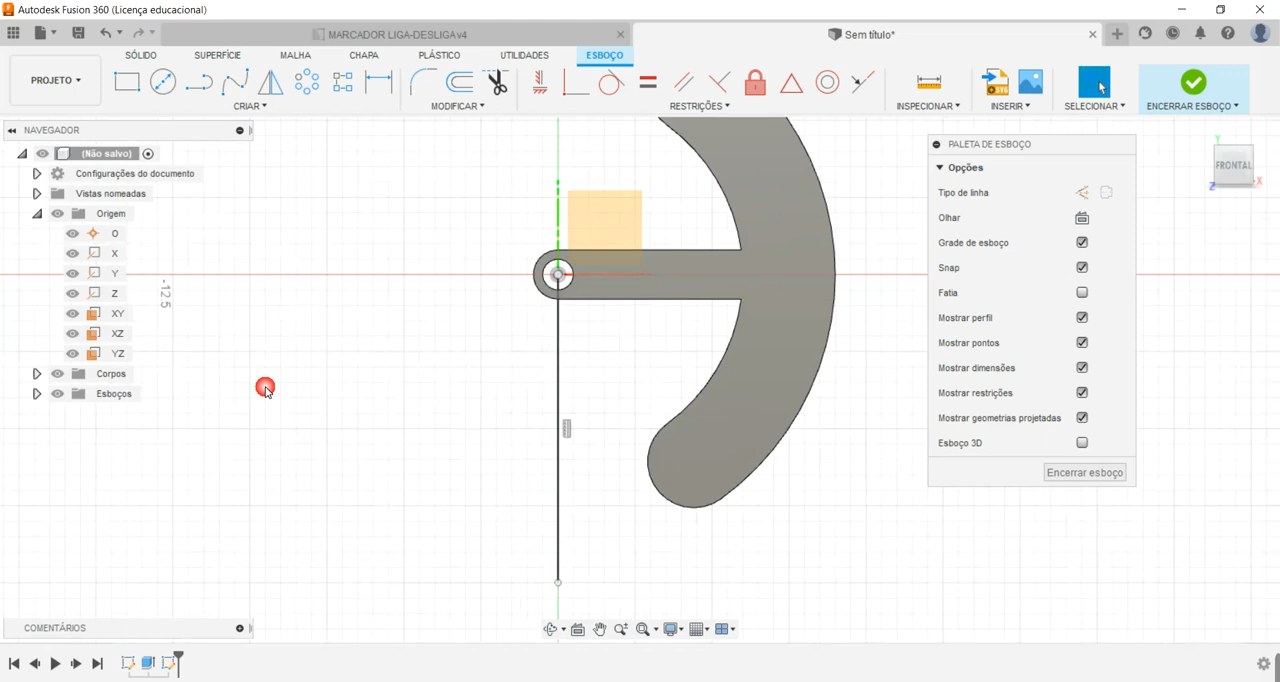 Autodesk Fusion 360 (Licença educacional)
MARCADOR LIGA-DESLIGA v4
Sem título*
SÓLIDO SUPERFÍCIE MALHA CHAPA PLÁSTICO UTILIDADES ESBOÇO
PROJETO
CRIAR MODIFICAR RESTRIÇÕES INSPECIONAR INSERIR SELECIONAR ENCERRAR ESBOÇO
NAVEGADOR
(Não salvo)
Configurações do documento
Vistas nomeadas
Origem
O
X
Y
Z
XY
XZ
YZ
Corpos
Esboços
-12.5
PALETA DE ESBOÇO
Opções
Tipo de linha
Olhar
Grade de esboço
Snap
Fatia
Mostrar perfil
Mostrar pontos
Mostrar dimensões
Mostrar restrições
Mostrar geometrias projetadas
Esboço 3D
Encerrar esboço
Y
FRONTAL
Z X
COMENTÁRIOS